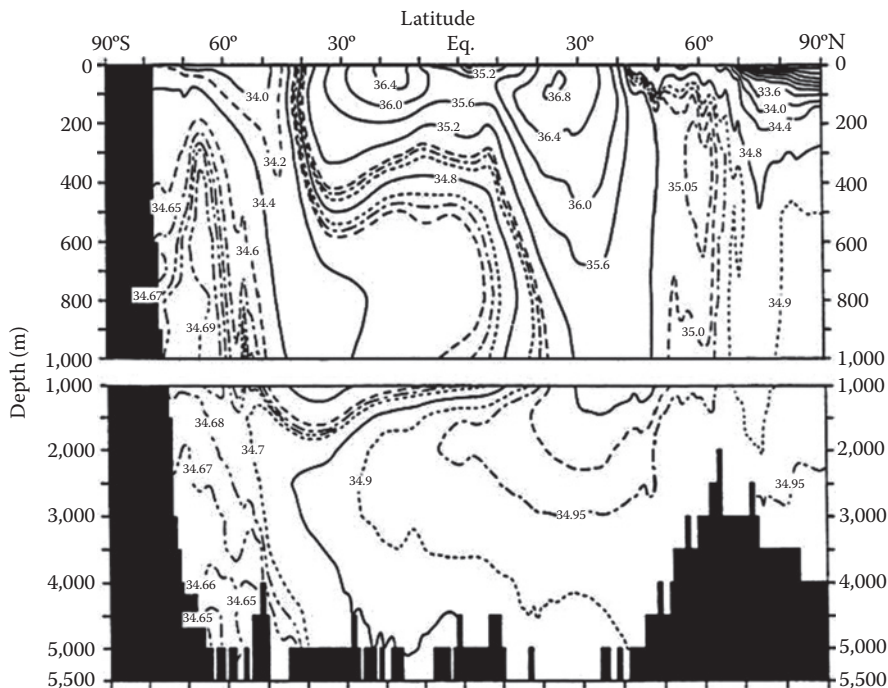 Latitude
90ºS 60º 30º Eq. 30º 60º 90ºN
0 0
200 200
400 400
600 600
800 800
1,000 1,000
36.4 35.2 36.8 33.6
34.0 36.0 35.6 34.0
34.2 35.2 36.4 34.4
34.8 34.8
34.65 34.4 36.0 35.05
34.6 35.6
34.67 34.9
34.69 35.0
Depth (m)
1,000 1,000
2,000 2,000
3,000 3,000
4,000 4,000
5,000 5,000
5,500 5,500
34.68
34.7
34.67 34.9 34.95 34.95
34.66
34.65
34.65